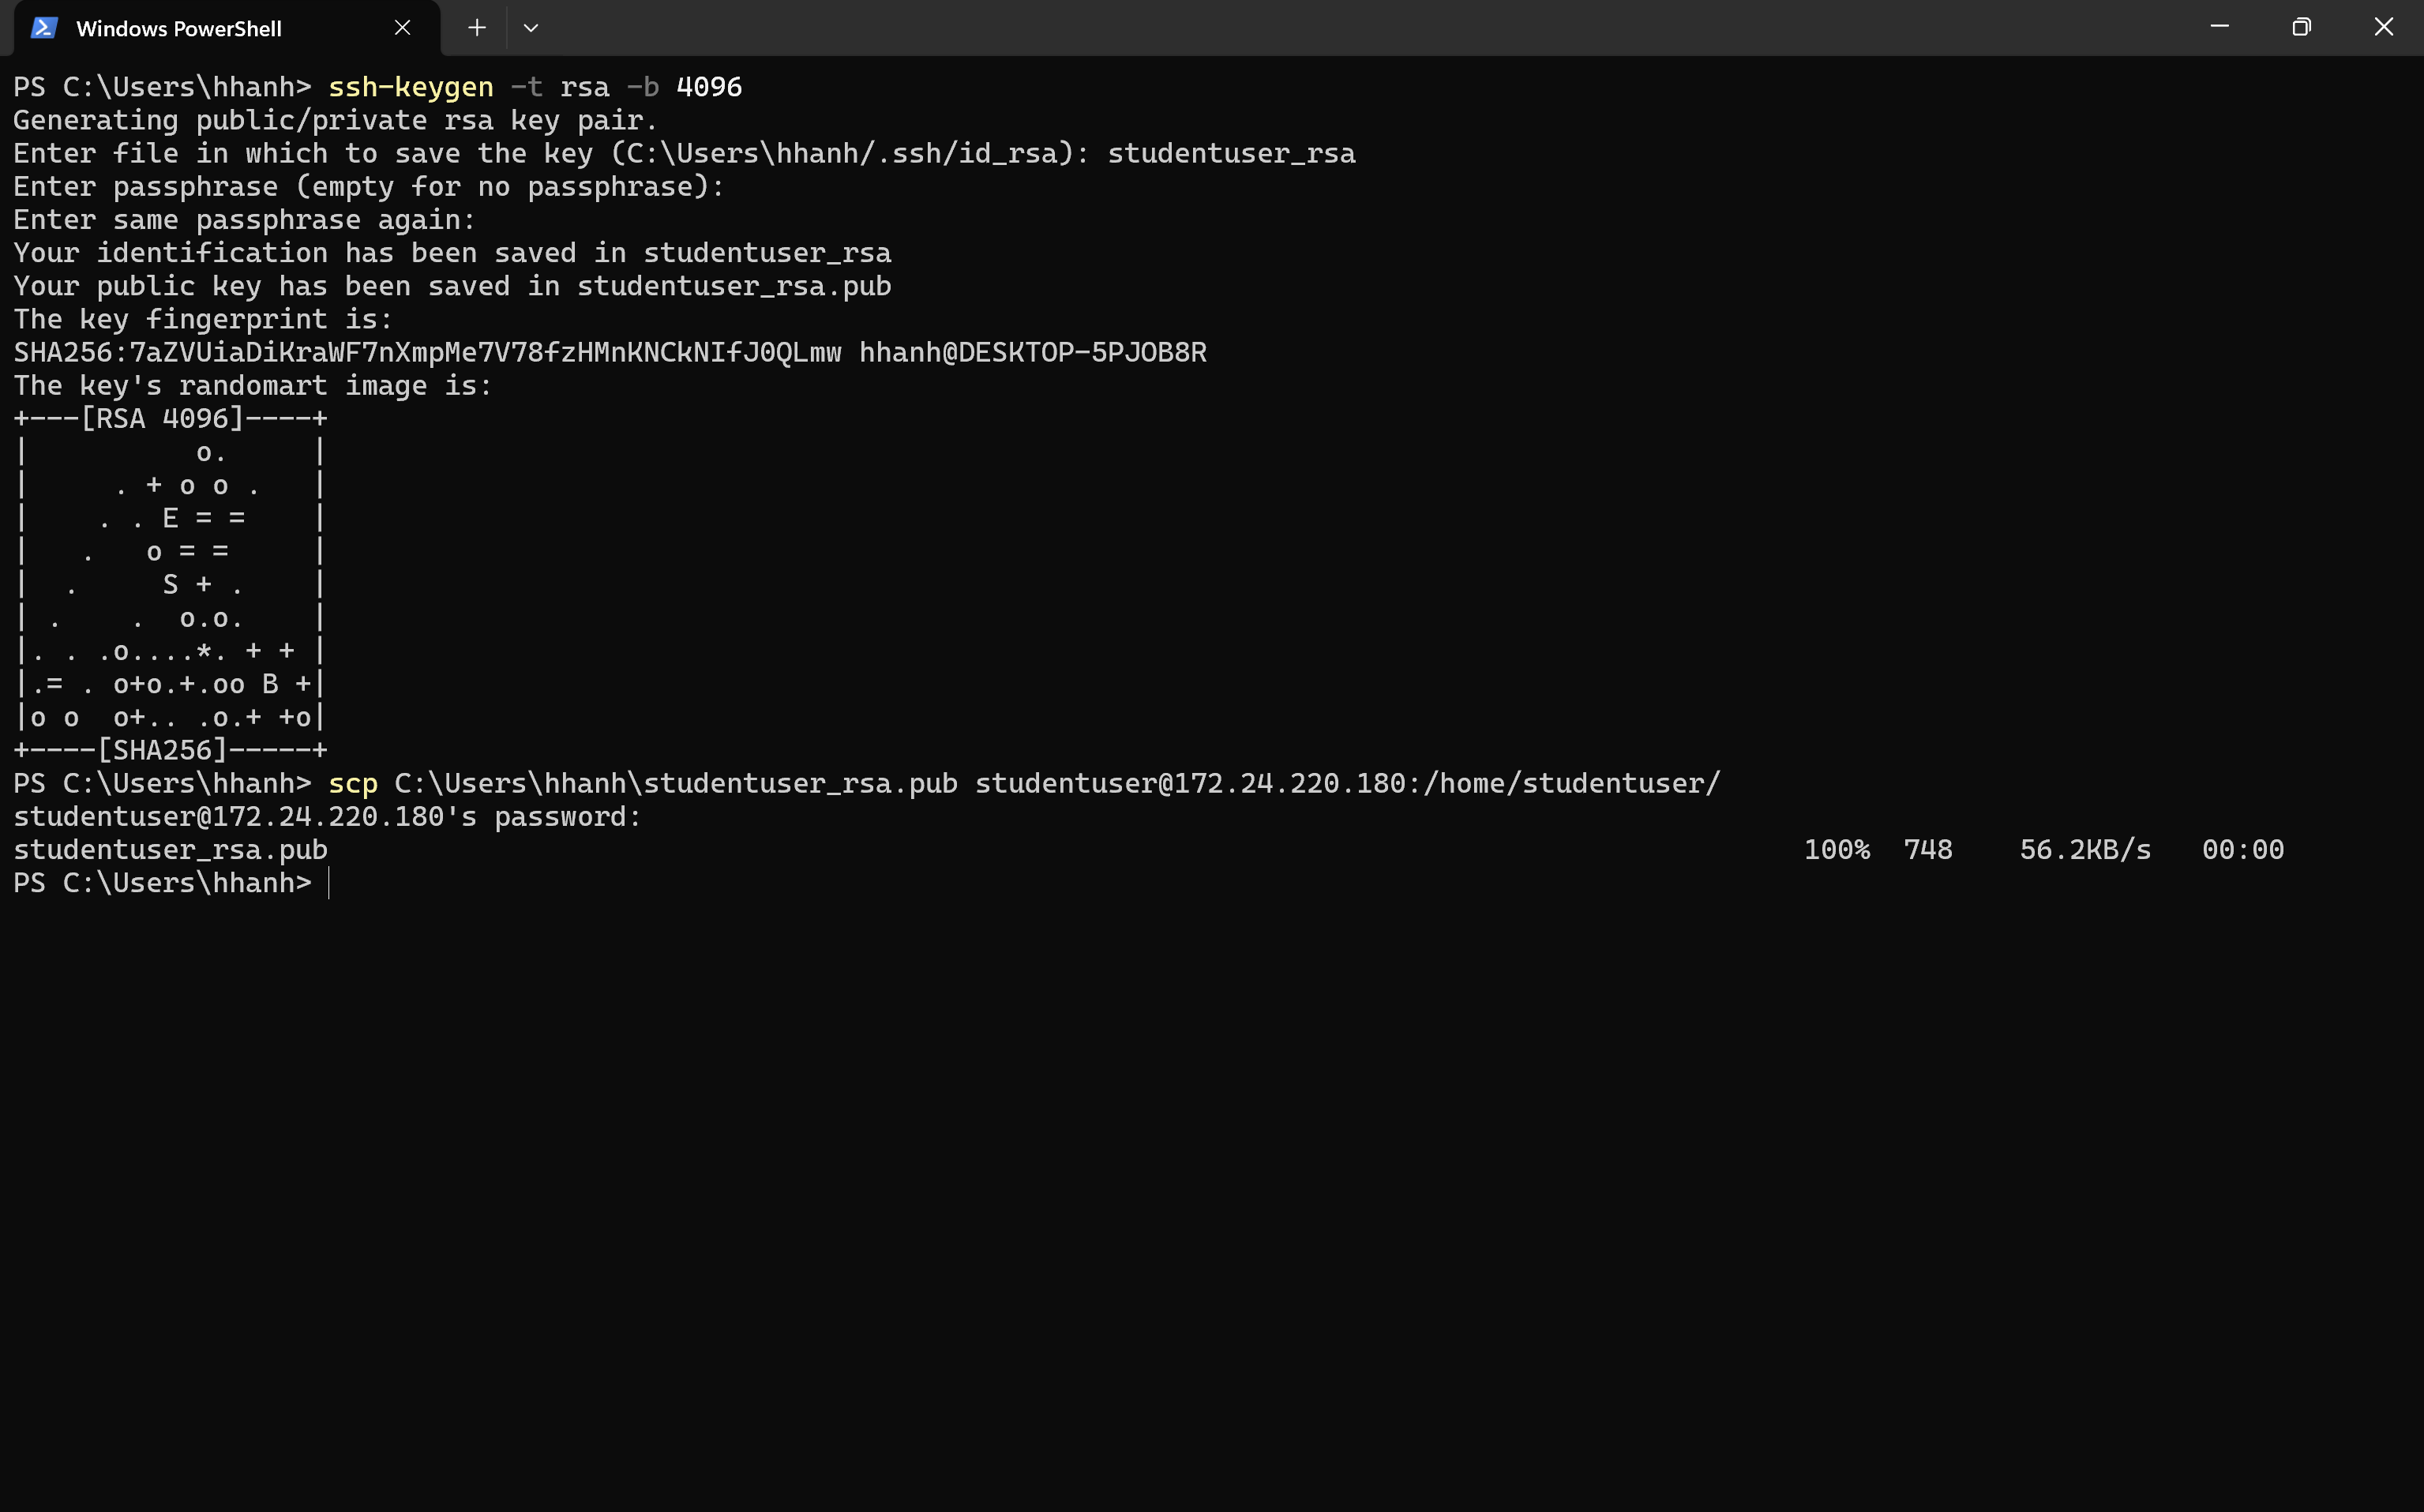 Windows PowerShell
PS C:\Users\hhanh> ssh-keygen -t rsa -b 4096
Generating public/private rsa key pair.
Enter file in which to save the key (C:\Users\hhanh/.ssh/id_rsa): studentuser_rsa
Enter passphrase (empty for no passphrase):
Enter same passphrase again:
Your identification has been saved in studentuser_rsa
Your public key has been saved in studentuser_rsa.pub
The key fingerprint is:
SHA256:7aZVUiaDiKraWF7nXmpMe7V78fzHMnKNCkNIfJ0QLmw hhanh@DESKTOP-5PJOB8R
The key's randomart image is:
+---[RSA 4096]----+
|          o.     |
|     . + o o .   |
|    . . E = =    |
|   .   o = =     |
|  .     S + .    |
| .    .  o.o.    |
|. . .o....*. + + |
|.= . o+o.+.oo B +|
|o o  o+.. .o.+ +o|
+----[SHA256]-----+
PS C:\Users\hhanh> scp C:\Users\hhanh\studentuser_rsa.pub studentuser@172.24.220.180:/home/studentuser/
studentuser@172.24.220.180's password:
studentuser_rsa.pub 100% 748 56.2KB/s 00:00
PS C:\Users\hhanh>